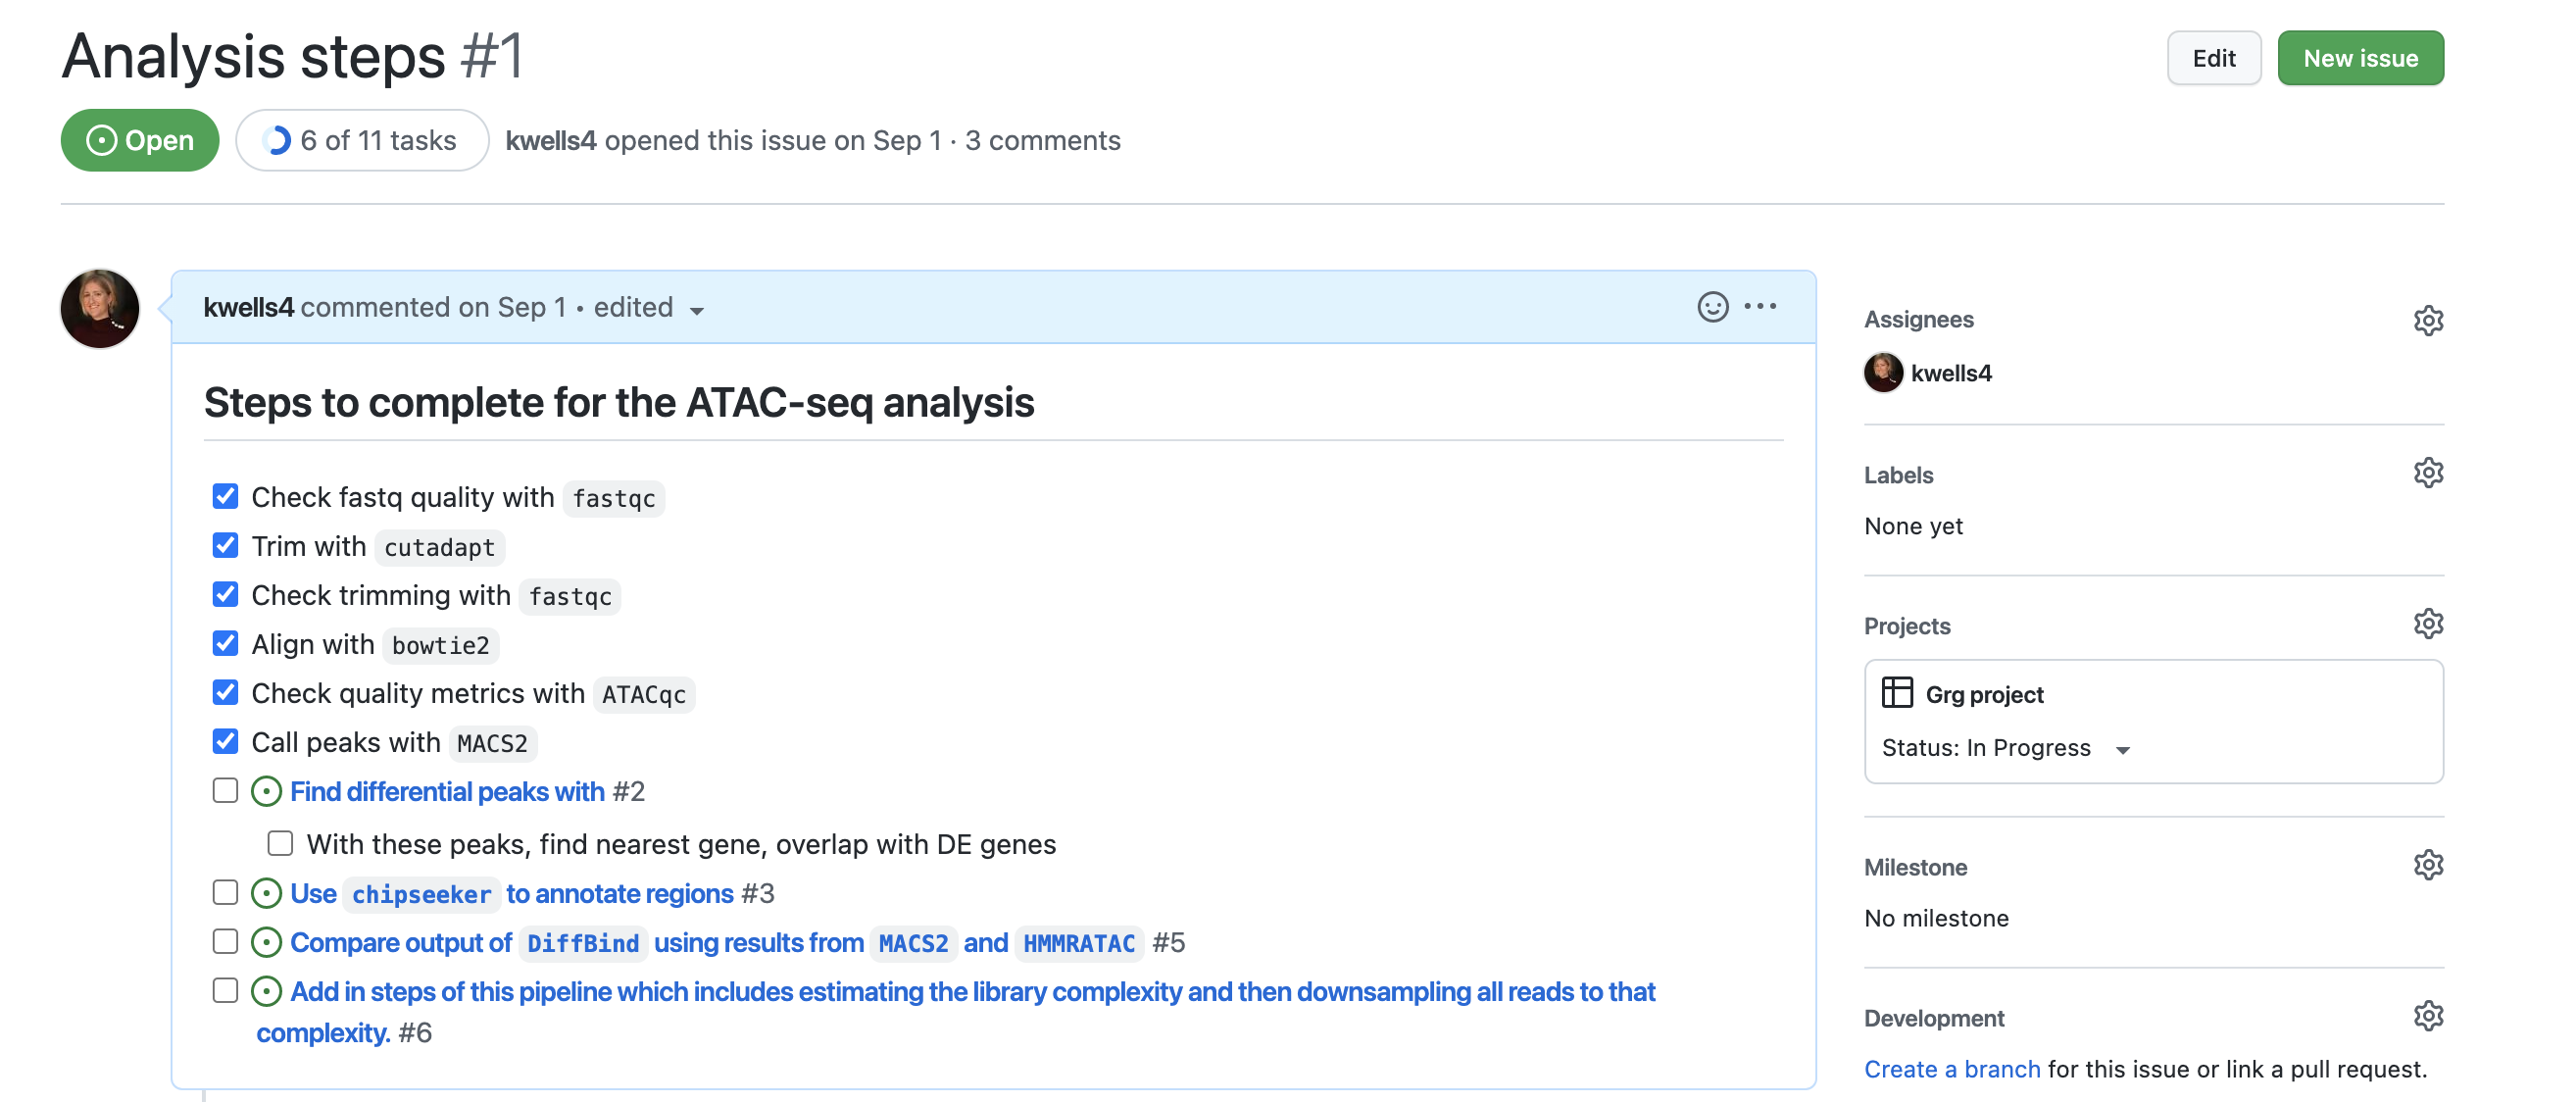 Analysis steps #1
Edit
New issue
Open
6 of 11 tasks
kwells4 opened this issue on Sep 1 · 3 comments
kwells4 commented on Sep 1 • edited
Steps to complete for the ATAC-seq analysis
Check fastq quality with fastqc
Trim with cutadapt
Check trimming with fastqc
Align with bowtie2
Check quality metrics with ATACqc
Call peaks with MACS2
Find differential peaks with #2
With these peaks, find nearest gene, overlap with DE genes
Use chipseeker to annotate regions #3
Compare output of DiffBind using results from MACS2 and HMMRATAC #5
Add in steps of this pipeline which includes estimating the library complexity and then downsampling all reads to that
complexity. #6
Assignees
kwells4
Labels
None yet
Projects
Grg project
Status: In Progress
Milestone
No milestone
Development
Create a branch for this issue or link a pull request.